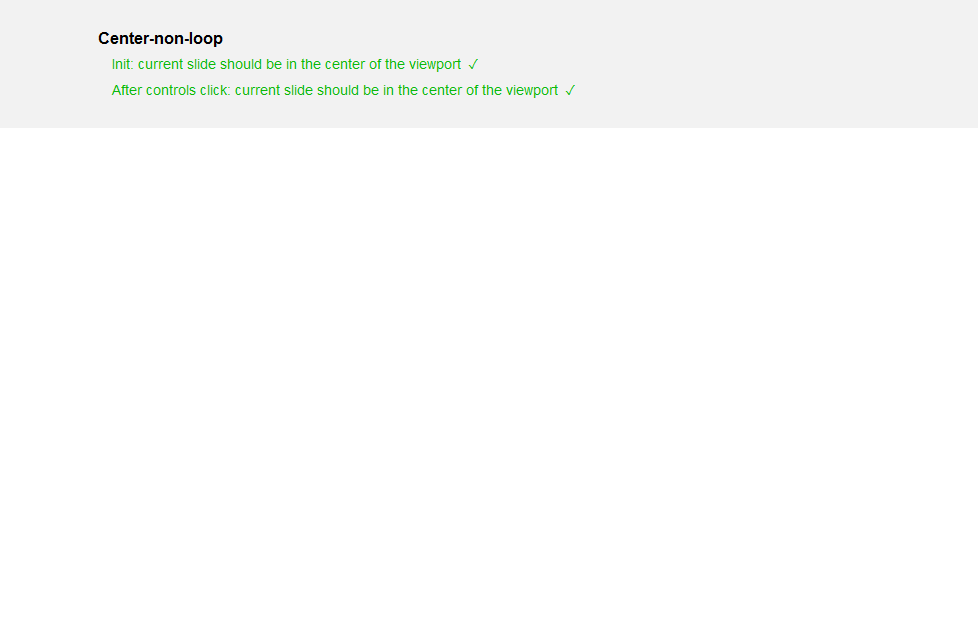 Center-non-loop
Init: current slide should be in the center of the viewport ✓
After controls click: current slide should be in the center of the viewport ✓